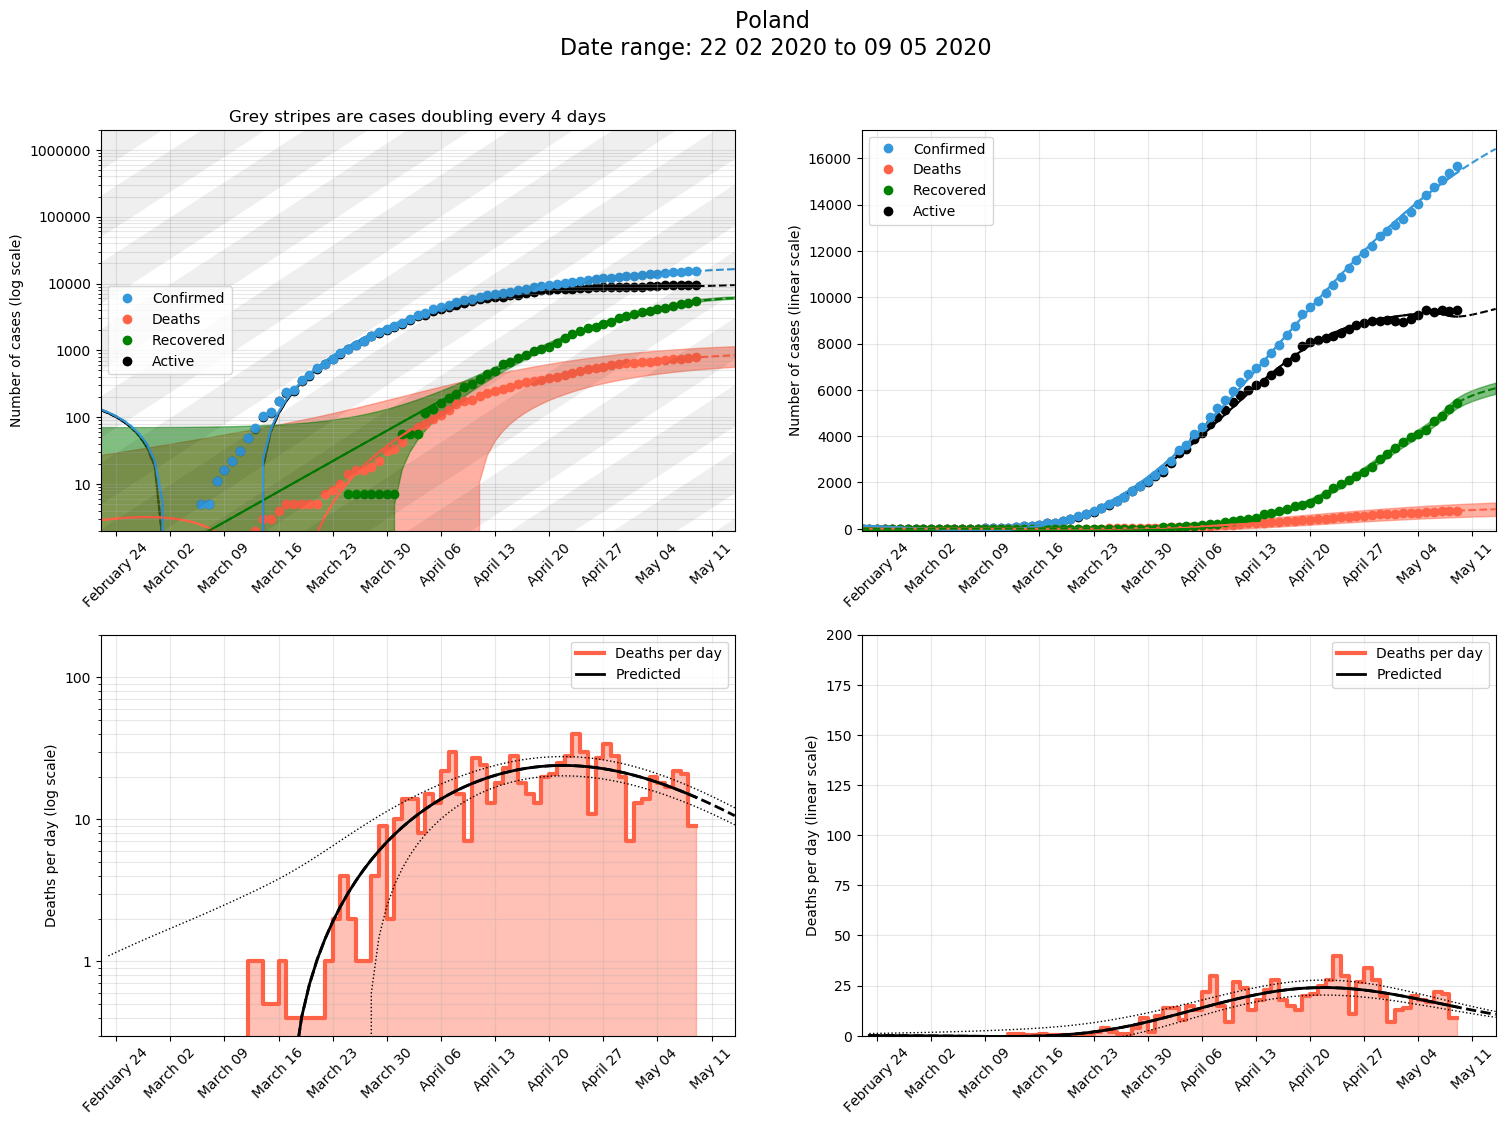 Poland
Date range: 22 02 2020 to 09 05 2020
Grey stripes are cases doubling every 4 days
Number of cases (log scale)
1000000
100000
10000
1000
100
10
Confirmed
Deaths
Recovered
Active
February 24
March 02
March 09
March 16
March 23
March 30
April 06
April 13
April 20
April 27
May 04
May 11
Number of cases (linear scale)
16000
14000
12000
10000
8000
6000
4000
2000
0
Confirmed
Deaths
Recovered
Active
February 24
March 02
March 09
March 16
March 23
March 30
April 06
April 13
April 20
April 27
May 04
May 11
Deaths per day (log scale)
100
10
1
Deaths per day
Predicted
February 24
March 02
March 09
March 16
March 23
March 30
April 06
April 13
April 20
April 27
May 04
May 11
Deaths per day (linear scale)
200
175
150
125
100
75
50
25
0
Deaths per day
Predicted
February 24
March 02
March 09
March 16
March 23
March 30
April 06
April 13
April 20
April 27
May 04
May 11